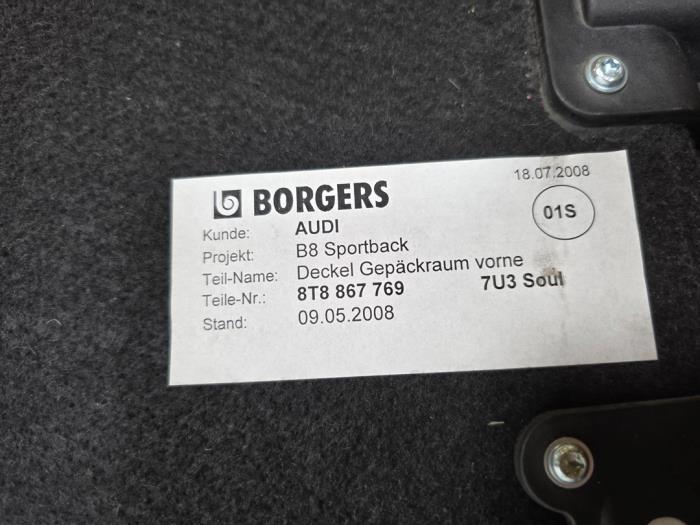 18.07.2008
BORGERS
01S
Kunde: AUDI
Projekt: B8 Sportback
Teil-Name: Deckel Gepäckraum vorne
Teile-Nr.: 8T8 867 769 7U3 Soul
Stand: 09.05.2008